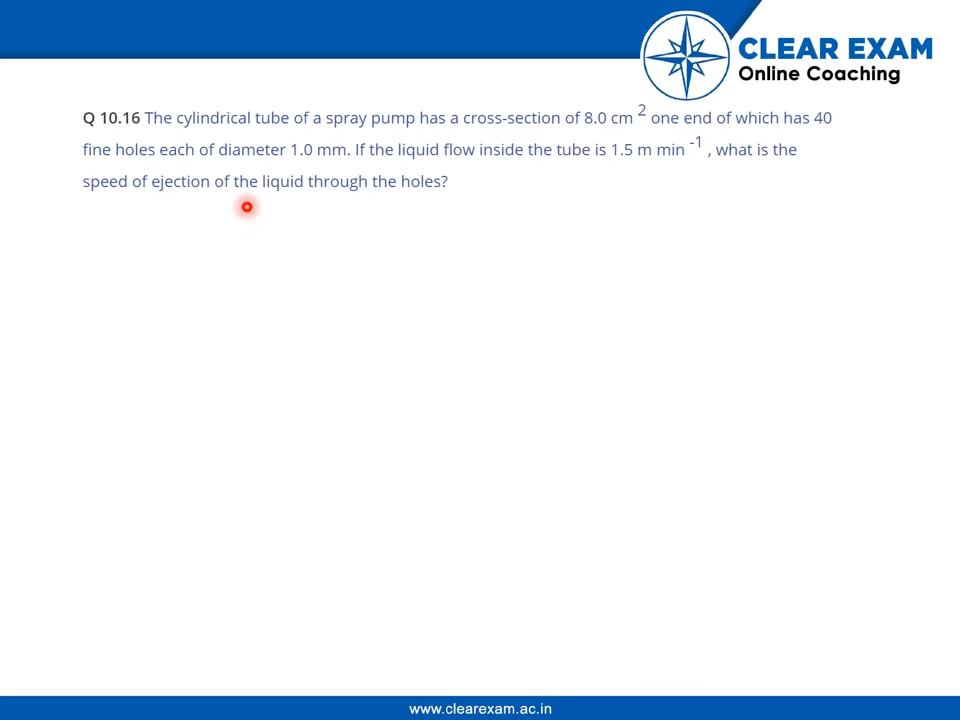 CLEAR EXAM
Online Coaching
Q 10.16 The cylindrical tube of a spray pump has a cross-section of 8.0 cm 2 one end of which has 40
fine holes each of diameter 1.0 mm. If the liquid flow inside the tube is 1.5 m min -1 , what is the
speed of ejection of the liquid through the holes?
www.clearexam.ac.in